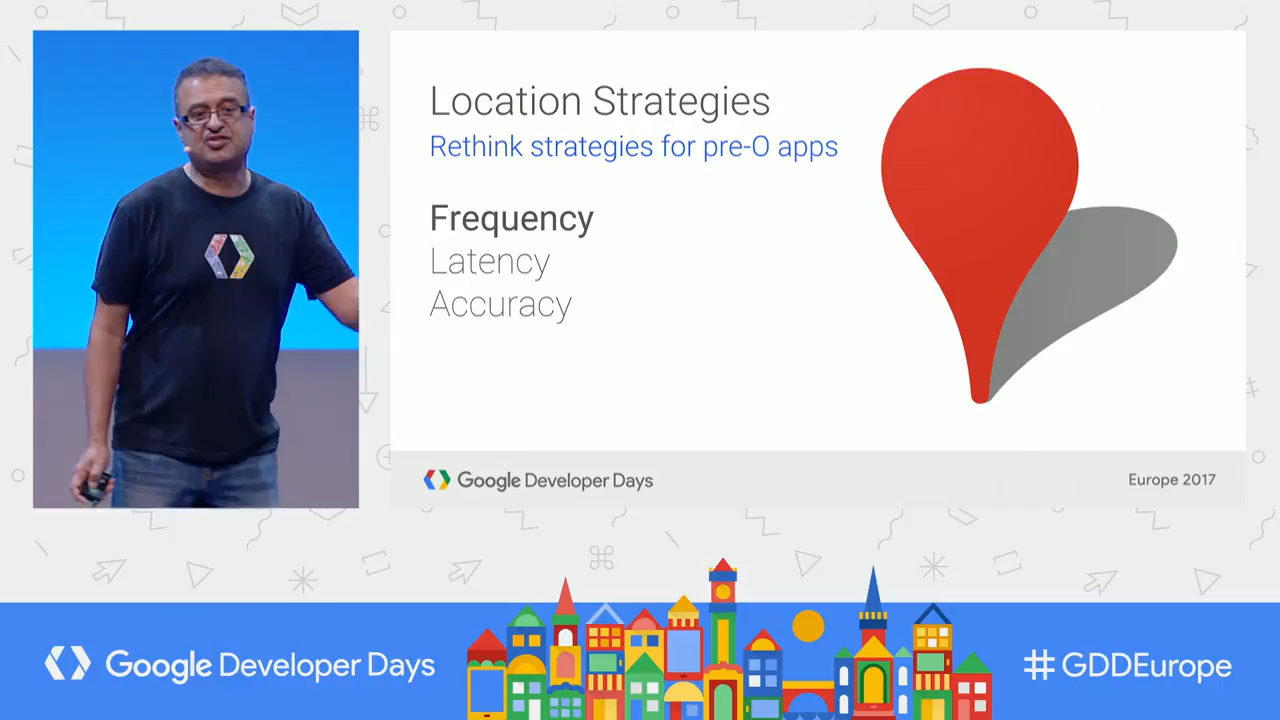 Location Strategies
Rethink strategies for pre-O apps
Frequency
Latency
Accuracy
Google Developer Days
Europe 2017
Google Developer Days
#GDDEurope